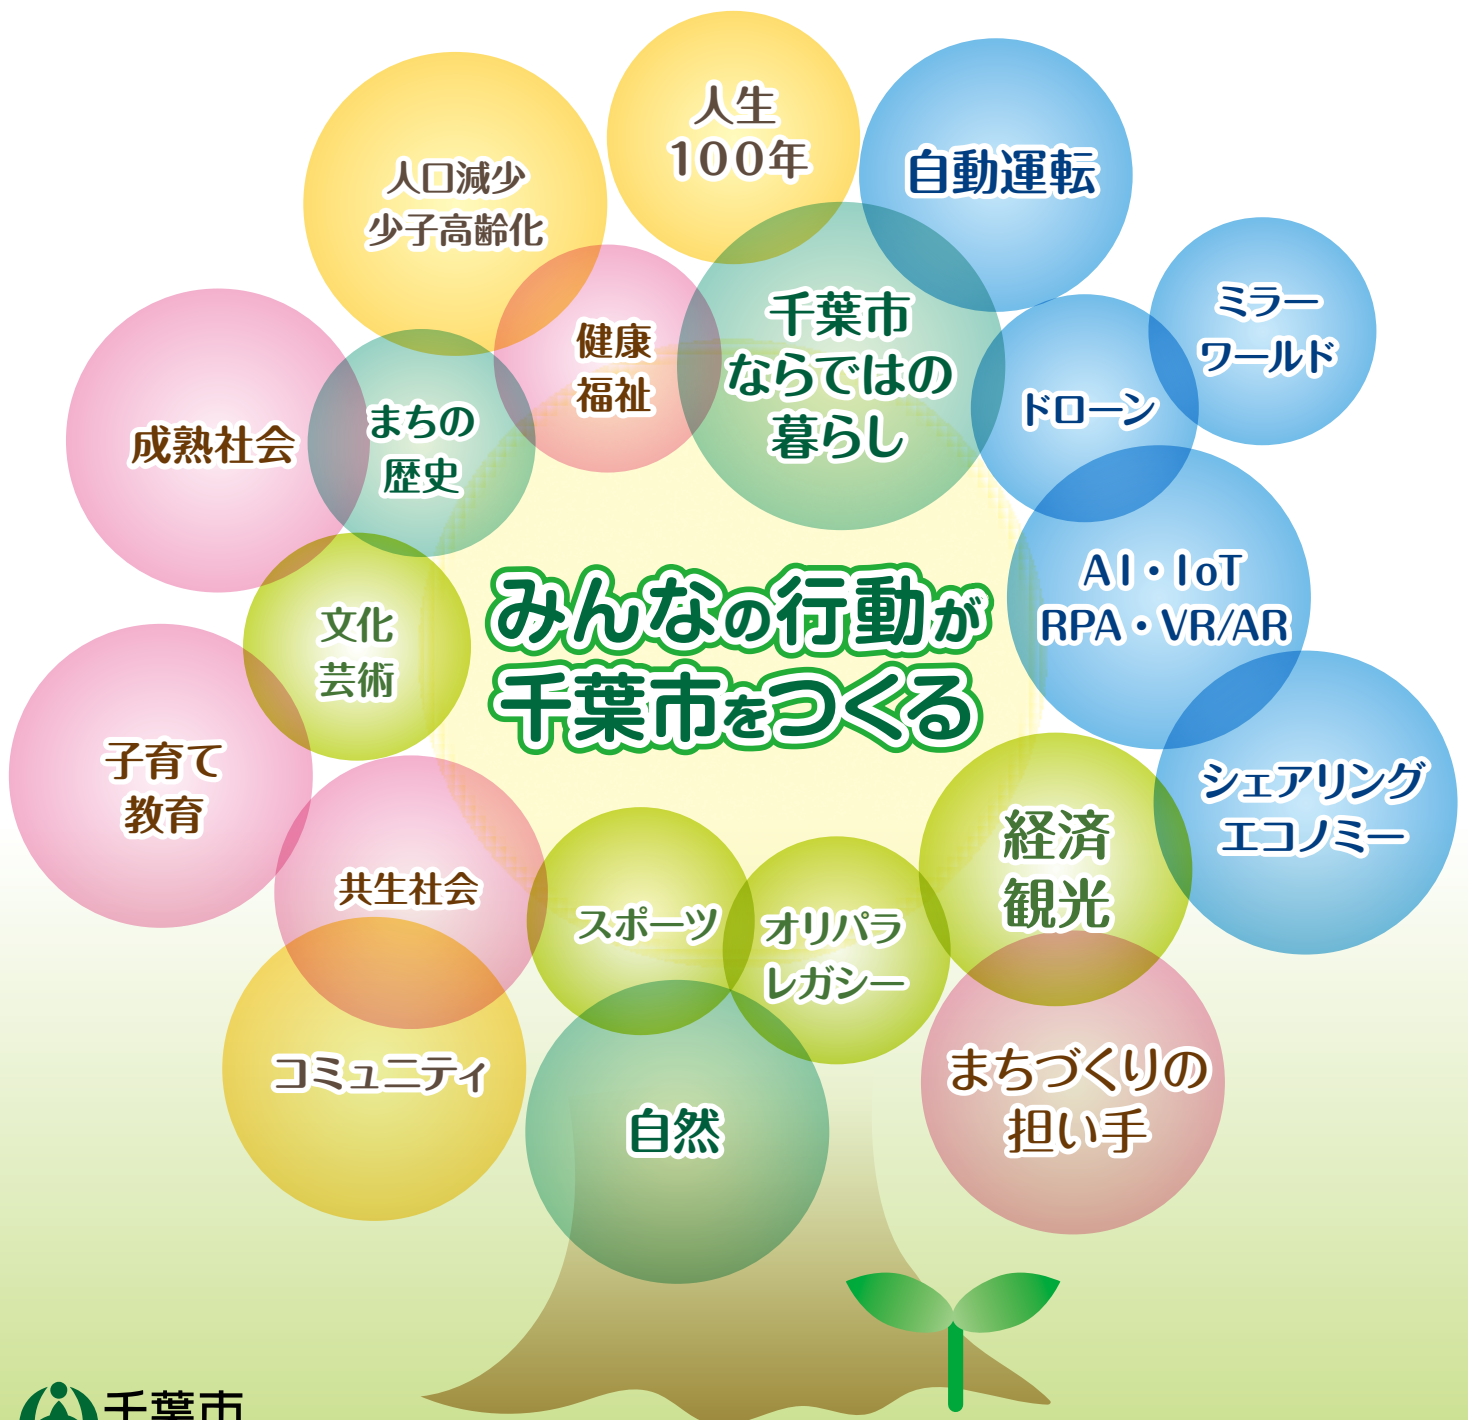 人生
100年
自動運転
人口減少
少子高齢化
ミラー
ワールド
千葉市
ならではの
暮らし
健康
福祉
ドローン
まちの
歴史
成熟社会
AI・IoT
RPA・VR/AR
みんなの行動が
千葉市をつくる
文化
芸術
子育て
教育
シェアリング
エコノミー
経済
観光
共生社会
スポーツ
オリパラ
レガシー
コミュニティ
自然
まちづくりの
担い手
千葉市